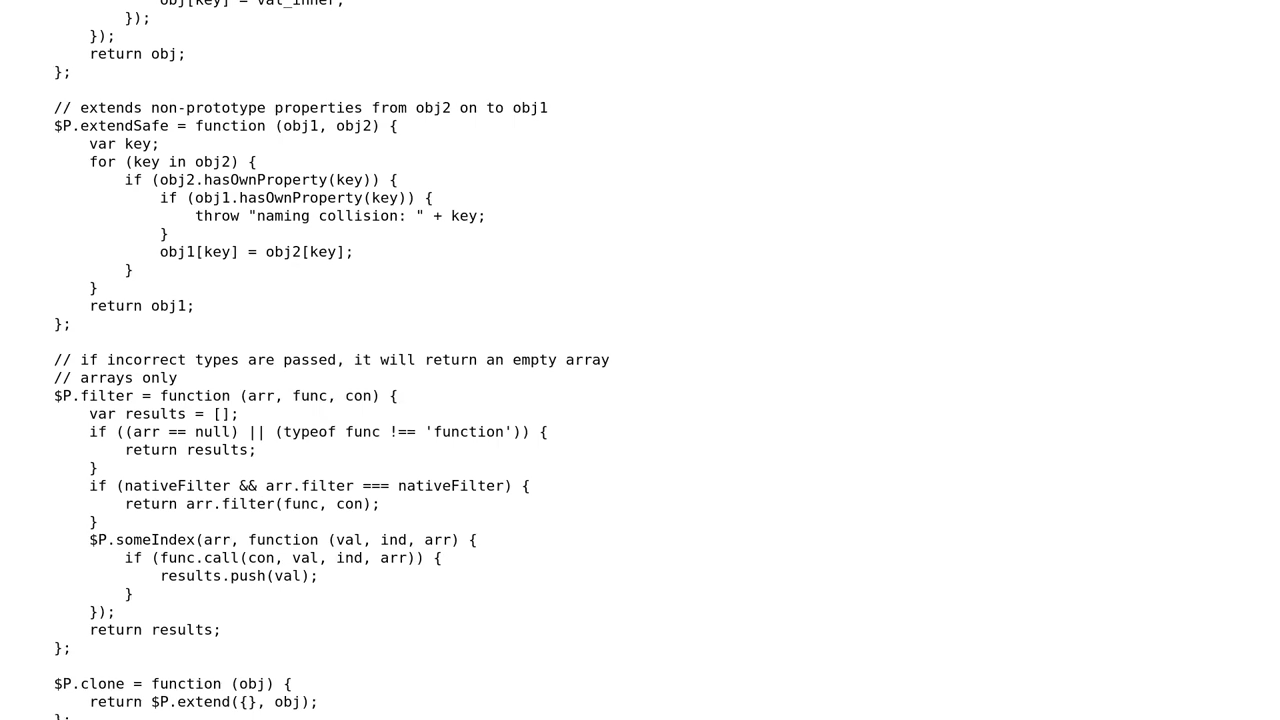 obj[key] = val_inner;
            });
        });
        return obj;
    };

    // extends non-prototype properties from obj2 on to obj1
    $P.extendSafe = function (obj1, obj2) {
        var key;
        for (key in obj2) {
            if (obj2.hasOwnProperty(key)) {
                if (obj1.hasOwnProperty(key)) {
                    throw "naming collision: " + key;
                }
                obj1[key] = obj2[key];
            }
        }
        return obj1;
    };

    // if incorrect types are passed, it will return an empty array
    // arrays only
    $P.filter = function (arr, func, con) {
        var results = [];
        if ((arr == null) || (typeof func !== 'function')) {
            return results;
        }
        if (nativeFilter && arr.filter === nativeFilter) {
            return arr.filter(func, con);
        }
        $P.someIndex(arr, function (val, ind, arr) {
            if (func.call(con, val, ind, arr)) {
                results.push(val);
            }
        });
        return results;
    };

    $P.clone = function (obj) {
        return $P.extend({}, obj);
    };